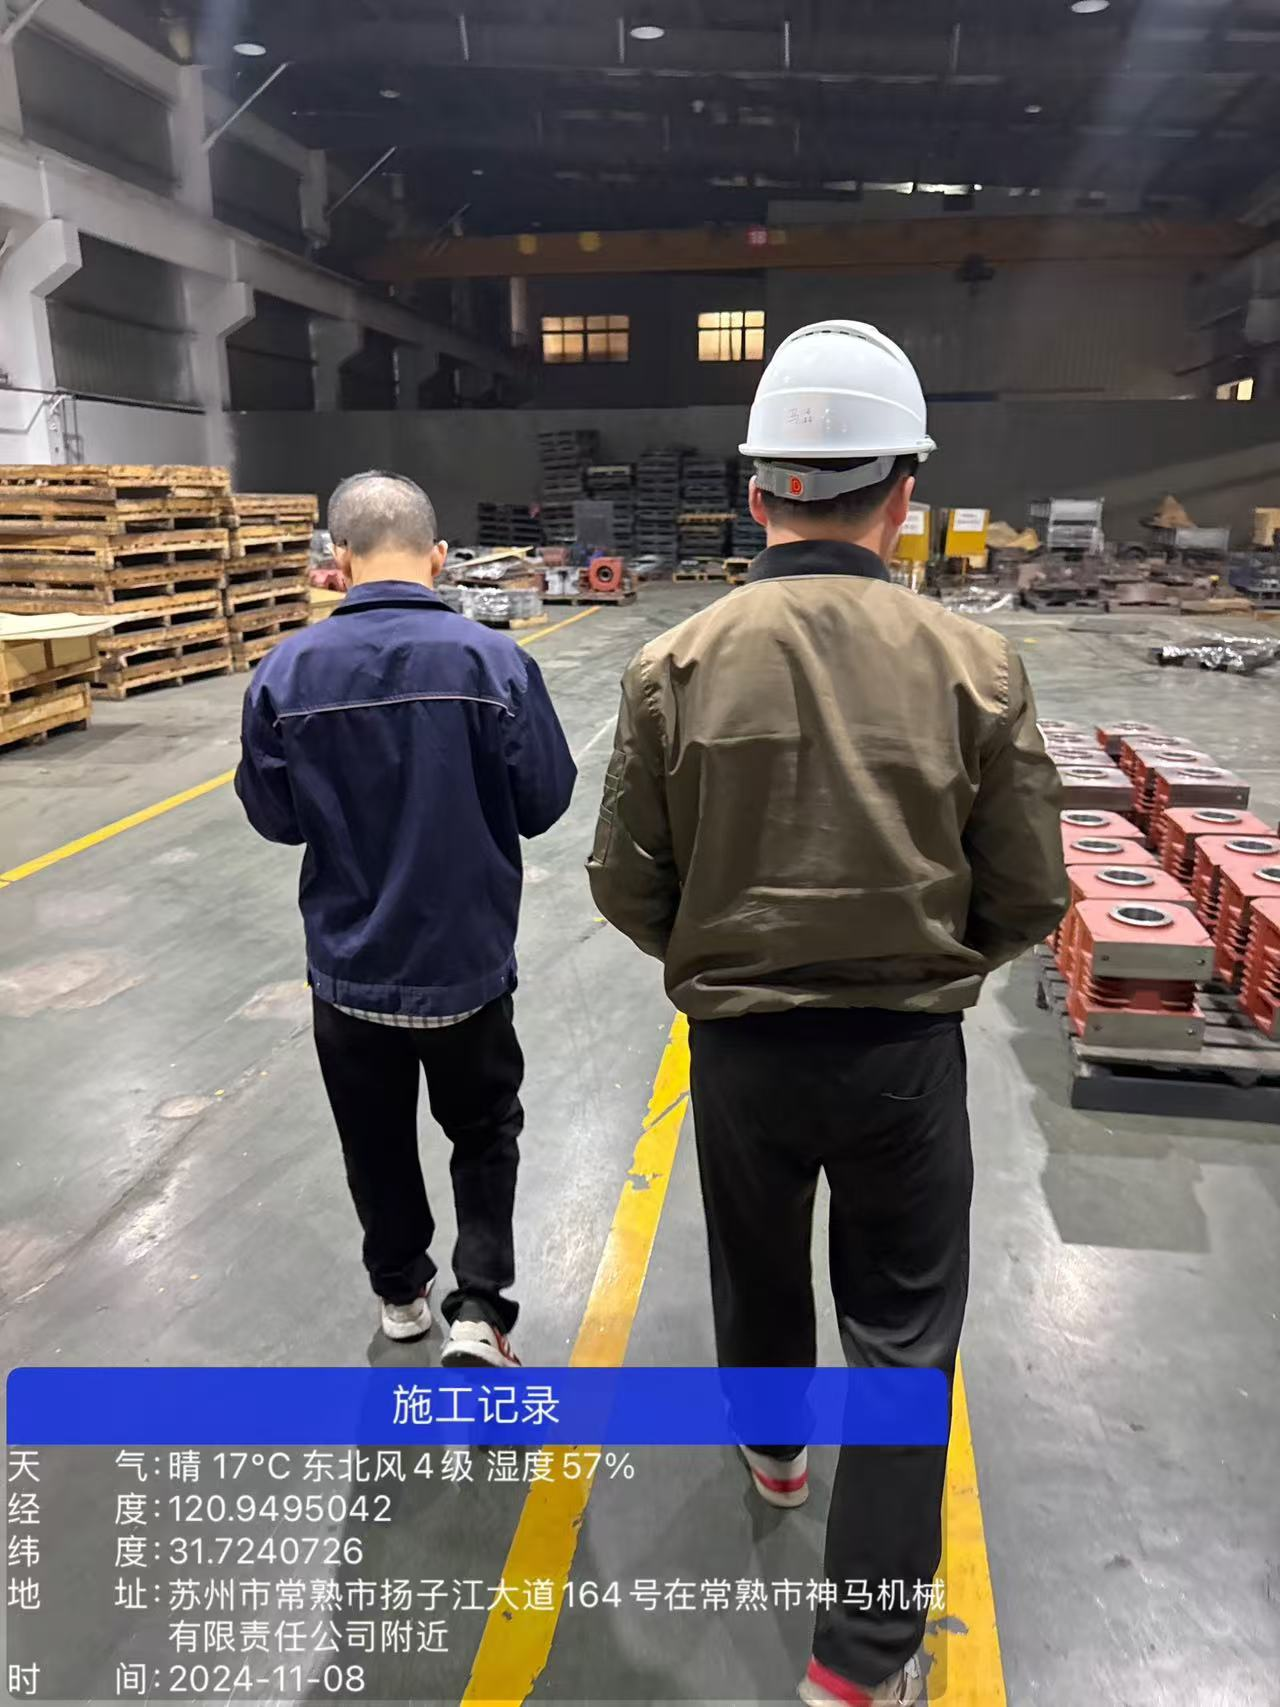 施工记录
天 气:晴 17°C 东北风4级 湿度57%
经 度:120.9495042
纬 度:31.7240726
地 址:苏州市常熟市扬子江大道164号在常熟市神马机械
有限责任公司附近
时 间:2024-11-08